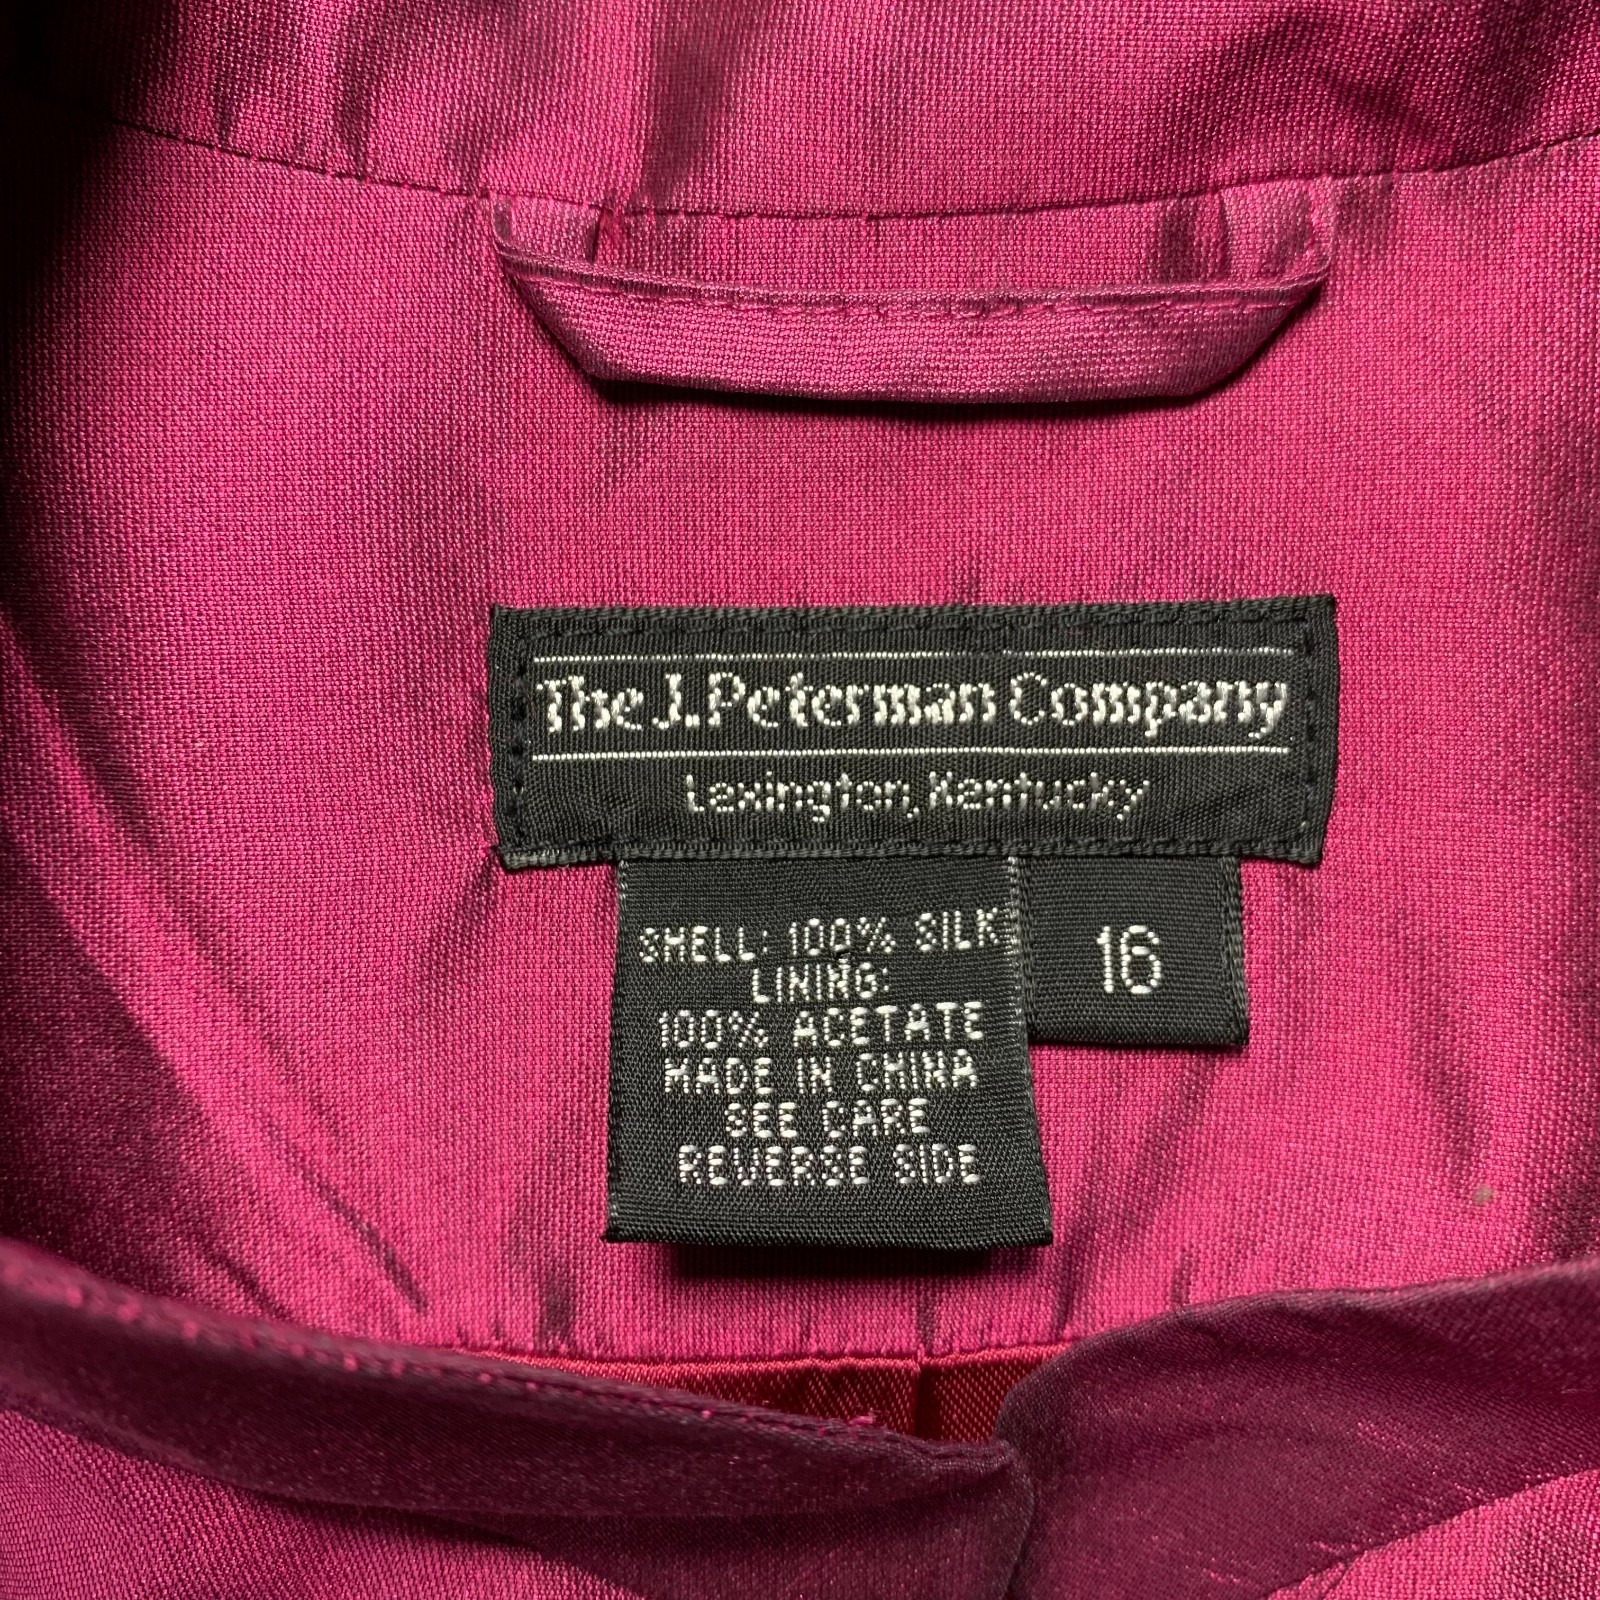 The J. Peterman Company
Lexington, Kentucky
SHELL: 100% SILK
LINING:
100% ACETATE
MADE IN CHINA
SEE CARE
REVERSE SIDE
16